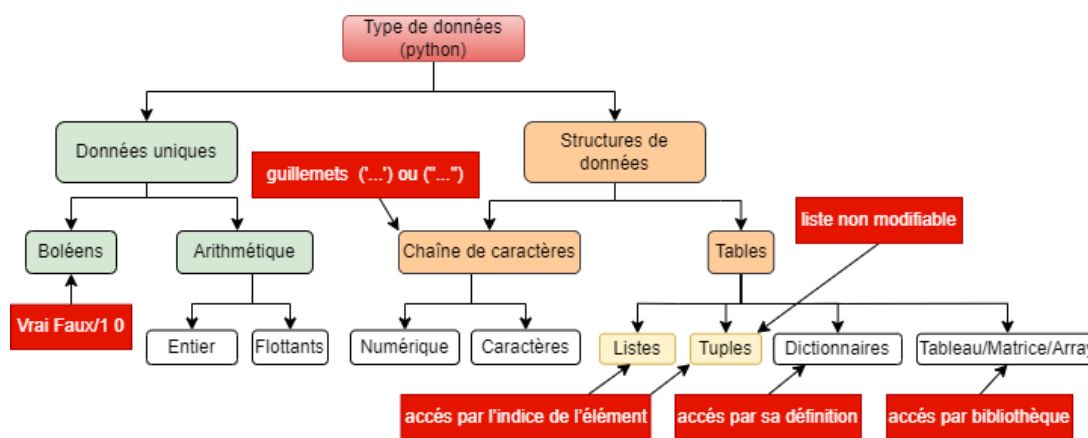 Type de données
(python)
Données uniques
Structures de
données
guillemets ('...') ou ("...")
liste non modifiable
Boléens
Arithmétique
Chaîne de caractères
Tables
Vrai Faux/1 0
Entier
Flottants
Numérique
Caractères
Listes
Tuples
Dictionnaires
Tableau/Matrice/Array
accés par l'indice de l'élément
accés par sa définition
accés par bibliothèque